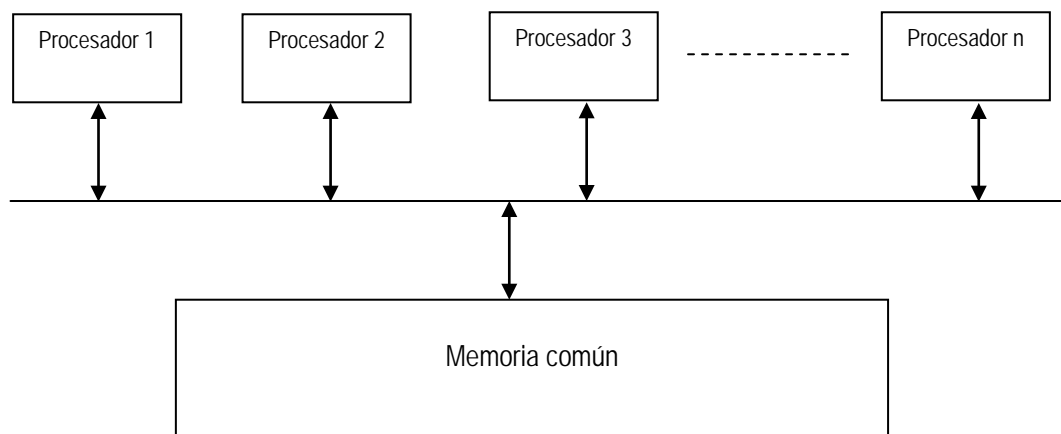 Procesador 1
Procesador 2
Procesador 3
Procesador n
Memoria común